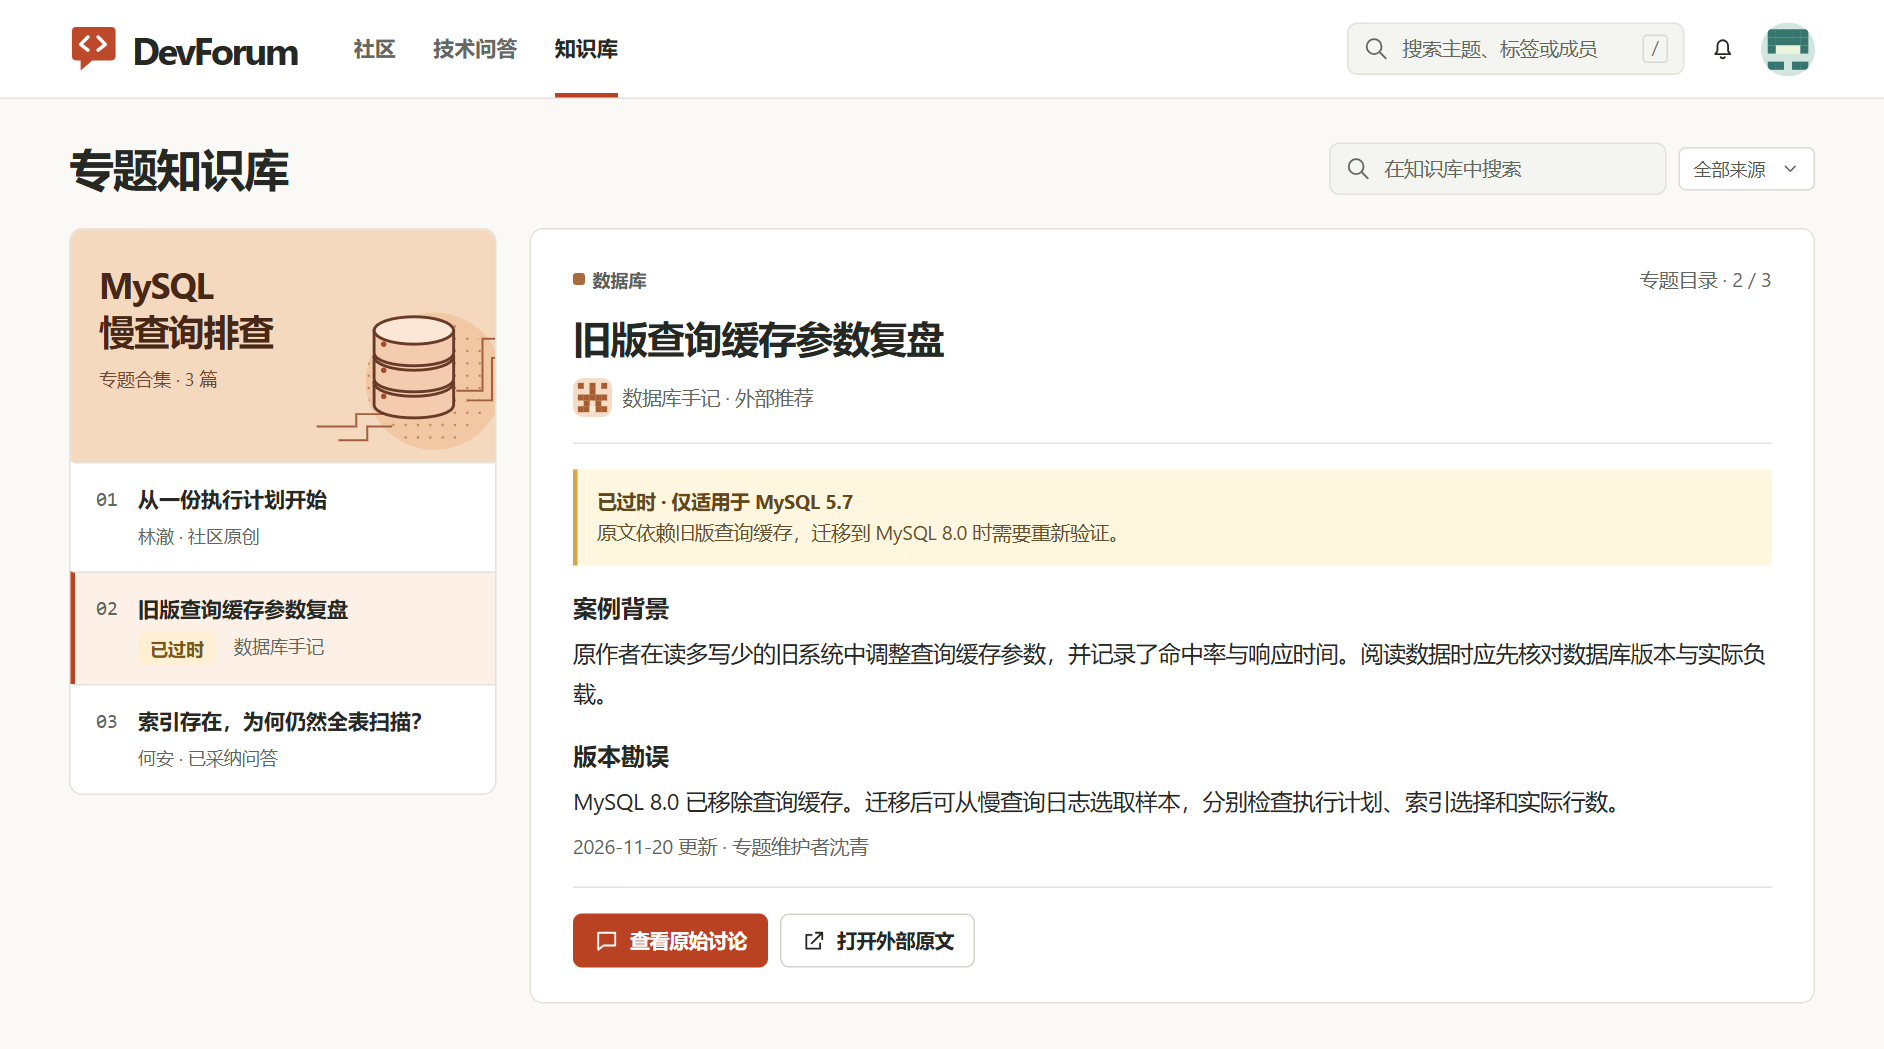 DevForum
社区
技术问答
知识库
搜索主题、标签或成员
/
专题知识库
在知识库中搜索
全部来源
MySQL
慢查询排查
专题合集 · 3 篇
01 从一份执行计划开始
林澈 · 社区原创
02 旧版查询缓存参数复盘
已过时 数据库手记
03 索引存在，为何仍然全表扫描？
何安 · 已采纳问答
数据库
专题目录 · 2 / 3
旧版查询缓存参数复盘
数据库手记 · 外部推荐
已过时 · 仅适用于 MySQL 5.7
原文依赖旧版查询缓存，迁移到 MySQL 8.0 时需要重新验证。
案例背景
原作者在读多写少的旧系统中调整查询缓存参数，并记录了命中率与响应时间。阅读数据时应先核对数据库版本与实际负
载。
版本勘误
MySQL 8.0 已移除查询缓存。迁移后可从慢查询日志选取样本，分别检查执行计划、索引选择和实际行数。
2026-11-20 更新 · 专题维护者沈青
查看原始讨论
打开外部原文